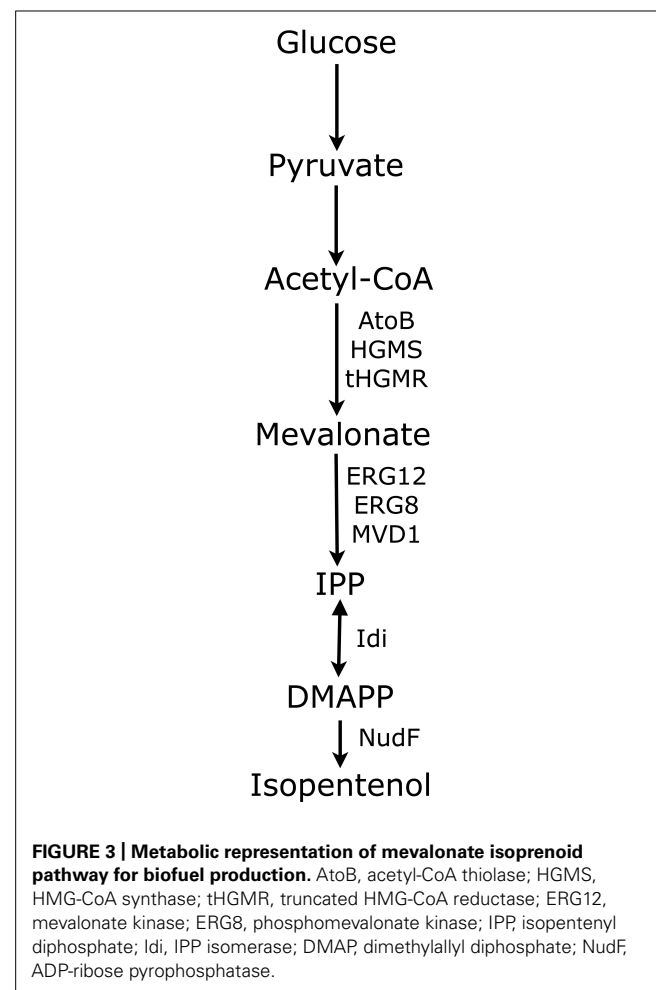 Glucose
Pyruvate
Acetyl-CoA
AtoB
HGMS
tHGMR
Mevalonate
ERG12
ERG8
MVD1
IPP
Idi
DMAPP
NudF
Isopentenol
FIGURE 3 | Metabolic representation of mevalonate isoprenoid
pathway for biofuel production. AtoB, acetyl-CoA thiolase; HGMS,
HMG-CoA synthase; tHGMR, truncated HMG-CoA reductase; ERG12,
mevalonate kinase; ERG8, phosphomevalonate kinase; IPP, isopentenyl
diphosphate; Idi, IPP isomerase; DMAP, dimethylallyl diphosphate; NudF,
ADP-ribose pyrophosphatase.